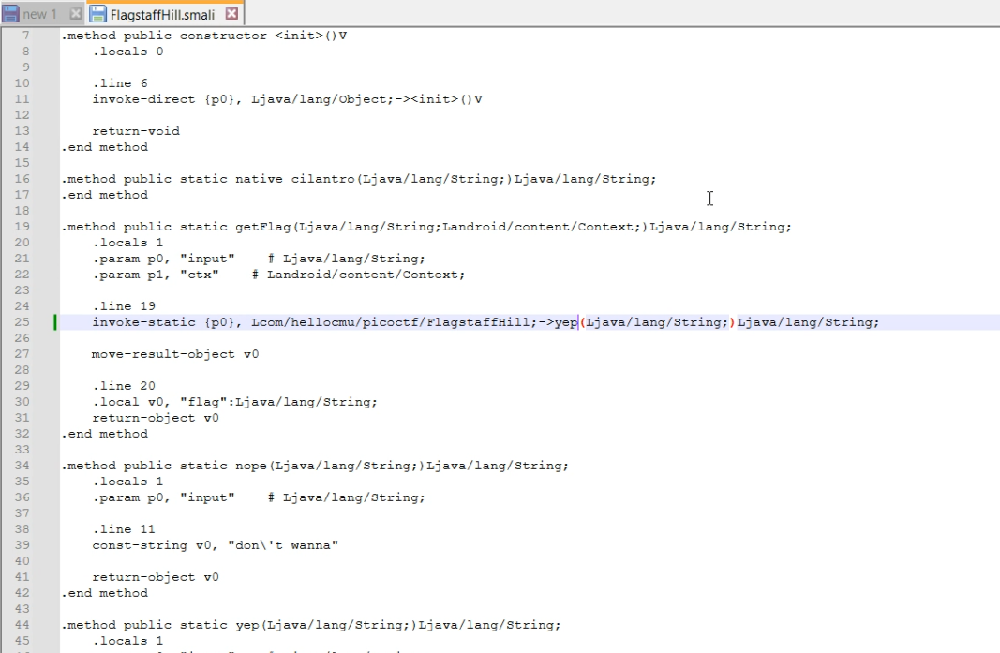 new 1 FlagstaffHill.smali
7 .method public constructor <init>()V
8 .locals 0
9
10 .line 6
11 invoke-direct {p0}, Ljava/lang/Object;-><init>()V
12
13 return-void
14 .end method
15
16 .method public static native cilantro(Ljava/lang/String;)Ljava/lang/String;
17 .end method
18
19 .method public static getFlag(Ljava/lang/String;Landroid/content/Context;)Ljava/lang/String;
20 .locals 1
21 .param p0, "input"    # Ljava/lang/String;
22 .param p1, "ctx"    # Landroid/content/Context;
23
24 .line 19
25 invoke-static {p0}, Lcom/hellocmu/picoctf/FlagstaffHill;->yep(Ljava/lang/String;)Ljava/lang/String;
26
27 move-result-object v0
28
29 .line 20
30 .local v0, "flag":Ljava/lang/String;
31 return-object v0
32 .end method
33
34 .method public static nope(Ljava/lang/String;)Ljava/lang/String;
35 .locals 1
36 .param p0, "input"    # Ljava/lang/String;
37
38 .line 11
39 const-string v0, "don\'t wanna"
40
41 return-object v0
42 .end method
43
44 .method public static yep(Ljava/lang/String;)Ljava/lang/String;
45 .locals 1